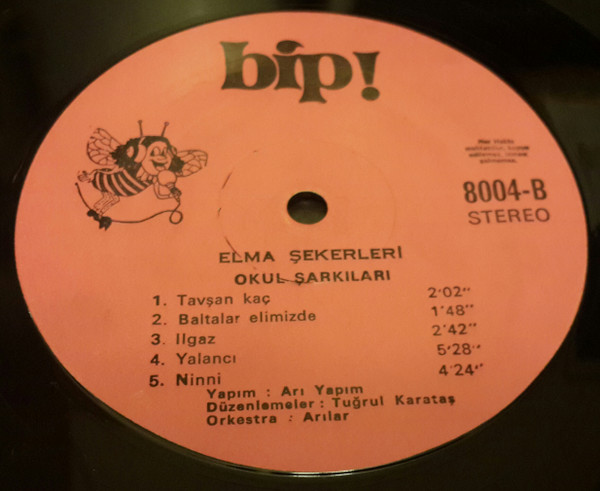 bip!
8004-B
STEREO
ELMA ŞEKERLERİ
OKUL ŞARKILARI
1. Tavşan kaç 2'02"
2. Baltalar elimizde 1'48"
3. Ilgaz 2'42"
4. Yalancı 5'28"
5. Ninni 4'24"
Yapım : Arı Yapım
Düzenlemeler : Tuğrul Karataş
Orkestra : Arılar